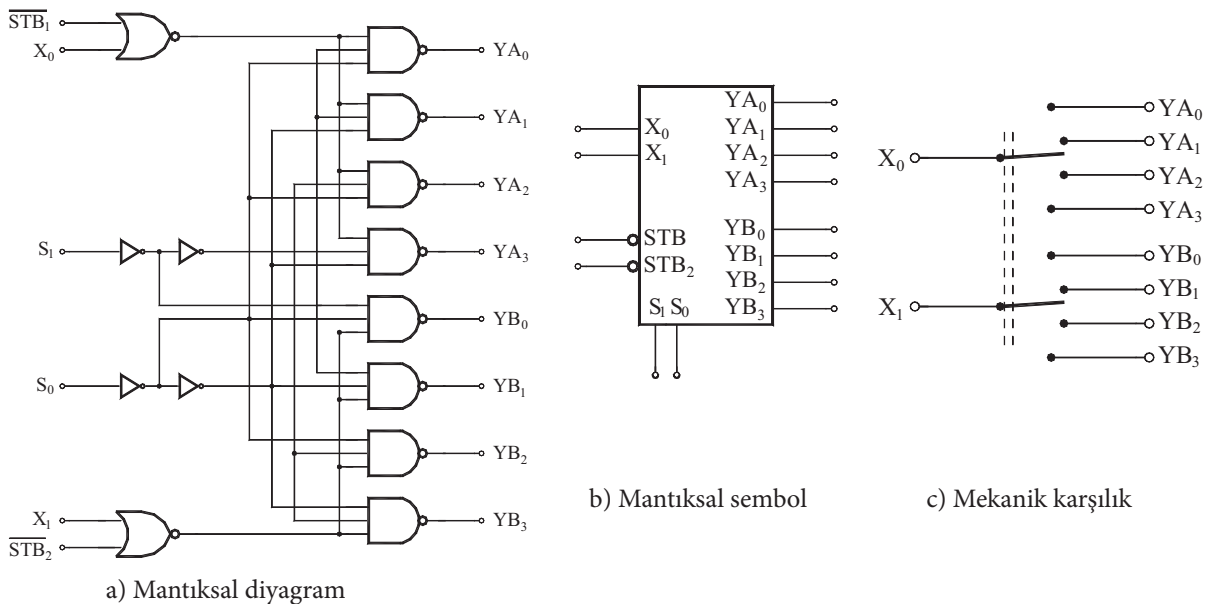 S̅T̅B̅₁
X₀
S₁
S₀
X₁
S̅T̅B̅₂
YA₀
YA₁
YA₂
YA₃
YB₀
YB₁
YB₂
YB₃
a) Mantıksal diyagram
X₀
X₁
STB
STB₂
S₁ S₀
YA₀
YA₁
YA₂
YA₃
YB₀
YB₁
YB₂
YB₃
b) Mantıksal sembol
X₀
X₁
YA₀
YA₁
YA₂
YA₃
YB₀
YB₁
YB₂
YB₃
c) Mekanik karşılık